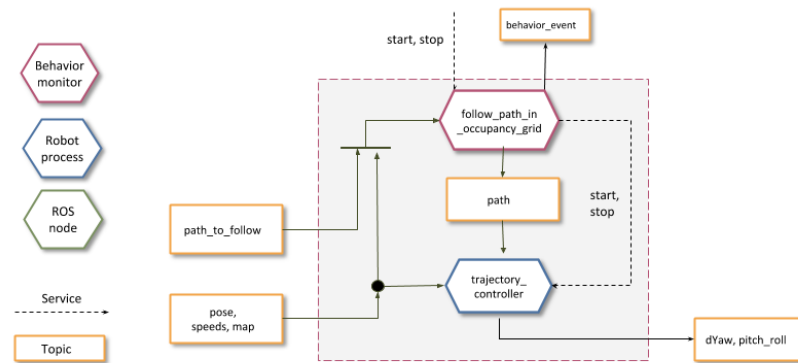 behavior_event
start, stop
Behavior
monitor
follow_path_in
_occupancy_grid
Robot
process
path
start,
stop
ROS
node
path_to_follow
trajectory_
controller
Service
pose,
speeds, map
Topic
dYaw, pitch_roll